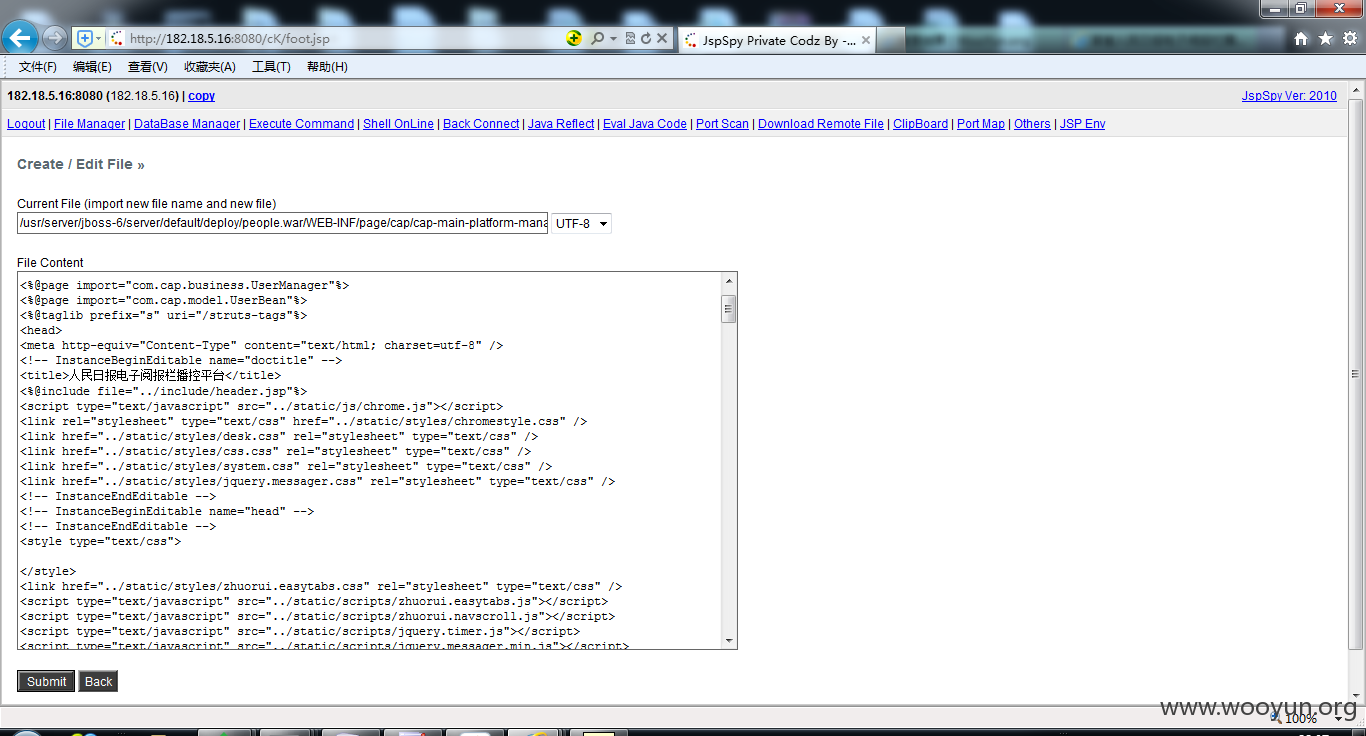 http://182.18.5.16:8080/cK/foot.jsp
JspSpy Private Codz By -...
文件(F) 编辑(E) 查看(V) 收藏夹(A) 工具(T) 帮助(H)
182.18.5.16:8080 (182.18.5.16) | copy
JspSpy Ver: 2010
Logout | File Manager | DataBase Manager | Execute Command | Shell OnLine | Back Connect | Java Reflect | Eval Java Code | Port Scan | Download Remote File | ClipBoard | Port Map | Others | JSP Env
Create / Edit File »
Current File (import new file name and new file)
/usr/server/jboss-6/server/default/deploy/people.war/WEB-INF/page/cap/cap-main-platform-mana
UTF-8
File Content
<%@page import="com.cap.business.UserManager"%>
<%@page import="com.cap.model.UserBean"%>
<%@taglib prefix="s" uri="/struts-tags"%>
<head>
<meta http-equiv="Content-Type" content="text/html; charset=utf-8" />
<!-- InstanceBeginEditable name="doctitle" -->
<title>人民日报电子阅报栏播控平台</title>
<%@include file="../include/header.jsp"%>
<script type="text/javascript" src="../static/js/chrome.js"></script>
<link rel="stylesheet" type="text/css" href="../static/styles/chromestyle.css" />
<link href="../static/styles/desk.css" rel="stylesheet" type="text/css" />
<link href="../static/styles/css.css" rel="stylesheet" type="text/css" />
<link href="../static/styles/system.css" rel="stylesheet" type="text/css" />
<link href="../static/styles/jquery.messager.css" rel="stylesheet" type="text/css" />
<!-- InstanceEndEditable -->
<!-- InstanceBeginEditable name="head" -->
<!-- InstanceEndEditable -->
<style type="text/css">
</style>
<link href="../static/styles/zhuorui.easytabs.css" rel="stylesheet" type="text/css" />
<script type="text/javascript" src="../static/scripts/zhuorui.easytabs.js"></script>
<script type="text/javascript" src="../static/scripts/zhuorui.navscroll.js"></script>
<script type="text/javascript" src="../static/scripts/jquery.timer.js"></script>
<script type="text/javascript" src="../static/scripts/jquery.messager.min.js"></script>
Submit Back
www.wooyun.org
100%